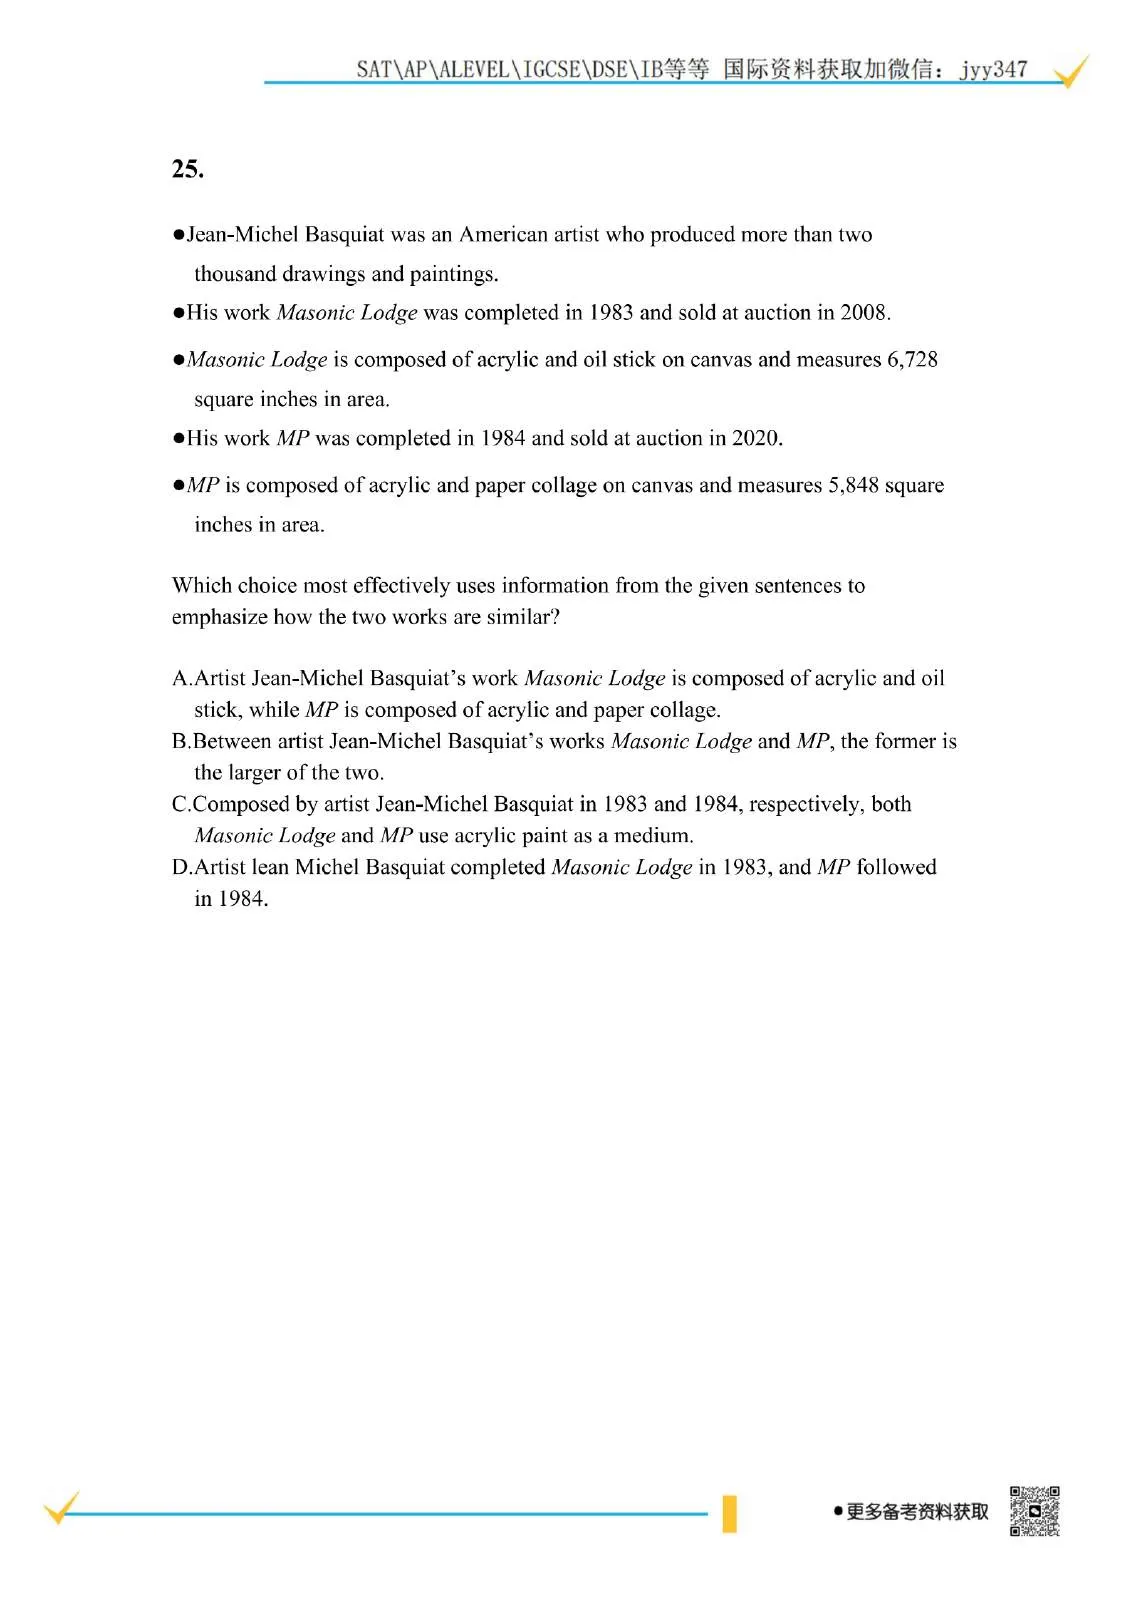 SAT\AP\ALEVEL\IGCSE\DSE\IB等等 国际资料获取加微信: jyy347
25.
●Jean-Michel Basquiat was an American artist who produced more than two
thousand drawings and paintings.
●His work Masonic Lodge was completed in 1983 and sold at auction in 2008.
●Masonic Lodge is composed of acrylic and oil stick on canvas and measures 6,728
square inches in area.
●His work MP was completed in 1984 and sold at auction in 2020.
●MP is composed of acrylic and paper collage on canvas and measures 5,848 square
inches in area.
Which choice most effectively uses information from the given sentences to
emphasize how the two works are similar?
A.Artist Jean-Michel Basquiat’s work Masonic Lodge is composed of acrylic and oil
stick, while MP is composed of acrylic and paper collage.
B.Between artist Jean-Michel Basquiat’s works Masonic Lodge and MP, the former is
the larger of the two.
C.Composed by artist Jean-Michel Basquiat in 1983 and 1984, respectively, both
Masonic Lodge and MP use acrylic paint as a medium.
D.Artist lean Michel Basquiat completed Masonic Lodge in 1983, and MP followed
in 1984.
●更多备考资料获取